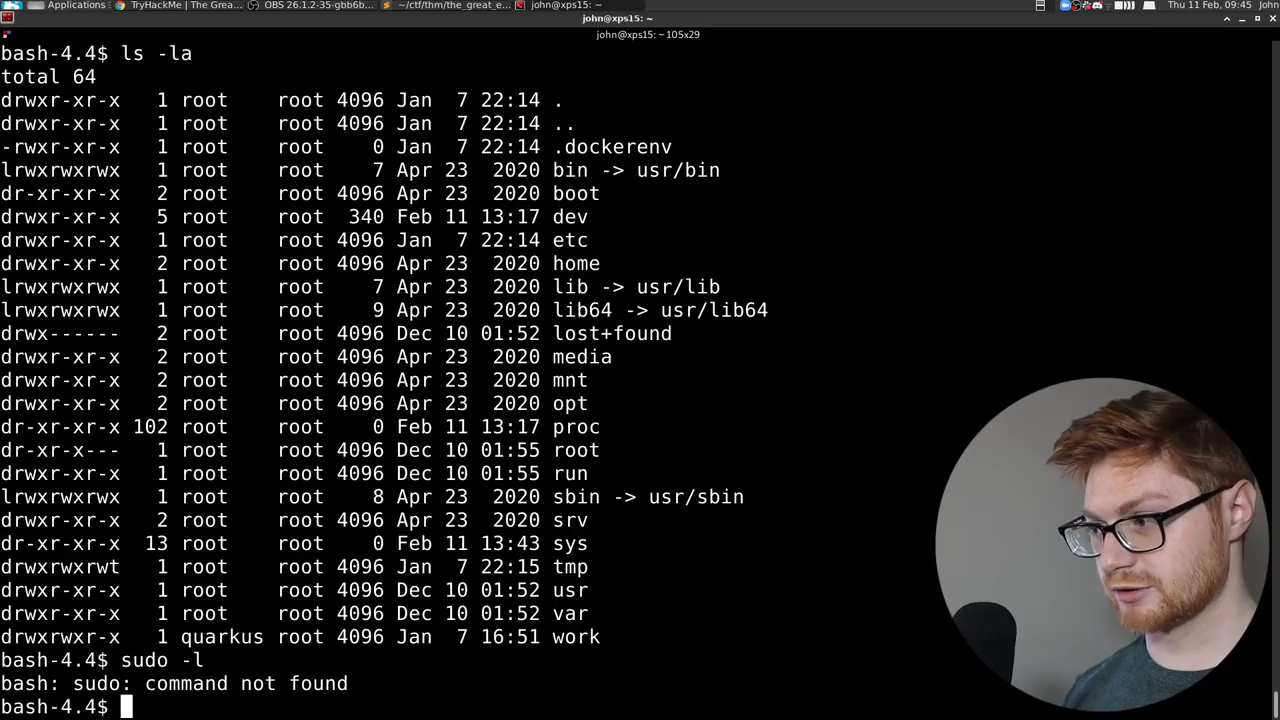 Applications
TryHackMe | The Grea...
OBS 26.1.2-35-gbb6b...
~/ctf/thm/the_great_e...
john@xps15: ~
Thu 11 Feb, 09:45
John
john@xps15: ~
john@xps15: ~ 105x29
bash-4.4$ ls -la
total 64
drwxr-xr-x   1 root    root 4096 Jan  7 22:14 .
drwxr-xr-x   1 root    root 4096 Jan  7 22:14 ..
-rwxr-xr-x   1 root    root    0 Jan  7 22:14 .dockerenv
lrwxrwxrwx   1 root    root    7 Apr 23  2020 bin -> usr/bin
dr-xr-xr-x   2 root    root 4096 Apr 23  2020 boot
drwxr-xr-x   5 root    root  340 Feb 11 13:17 dev
drwxr-xr-x   1 root    root 4096 Jan  7 22:14 etc
drwxr-xr-x   2 root    root 4096 Apr 23  2020 home
lrwxrwxrwx   1 root    root    7 Apr 23  2020 lib -> usr/lib
lrwxrwxrwx   1 root    root    9 Apr 23  2020 lib64 -> usr/lib64
drwx------   2 root    root 4096 Dec 10 01:52 lost+found
drwxr-xr-x   2 root    root 4096 Apr 23  2020 media
drwxr-xr-x   2 root    root 4096 Apr 23  2020 mnt
drwxr-xr-x   2 root    root 4096 Apr 23  2020 opt
dr-xr-xr-x 102 root    root    0 Feb 11 13:17 proc
dr-xr-x---   1 root    root 4096 Dec 10 01:55 root
drwxr-xr-x   1 root    root 4096 Dec 10 01:55 run
lrwxrwxrwx   1 root    root    8 Apr 23  2020 sbin -> usr/sbin
drwxr-xr-x   2 root    root 4096 Apr 23  2020 srv
dr-xr-xr-x  13 root    root    0 Feb 11 13:43 sys
drwxrwxrwt   1 root    root 4096 Jan  7 22:15 tmp
drwxr-xr-x   1 root    root 4096 Dec 10 01:52 usr
drwxr-xr-x   1 root    root 4096 Dec 10 01:52 var
drwxrwxr-x   1 quarkus root 4096 Jan  7 16:51 work
bash-4.4$ sudo -l
bash: sudo: command not found
bash-4.4$